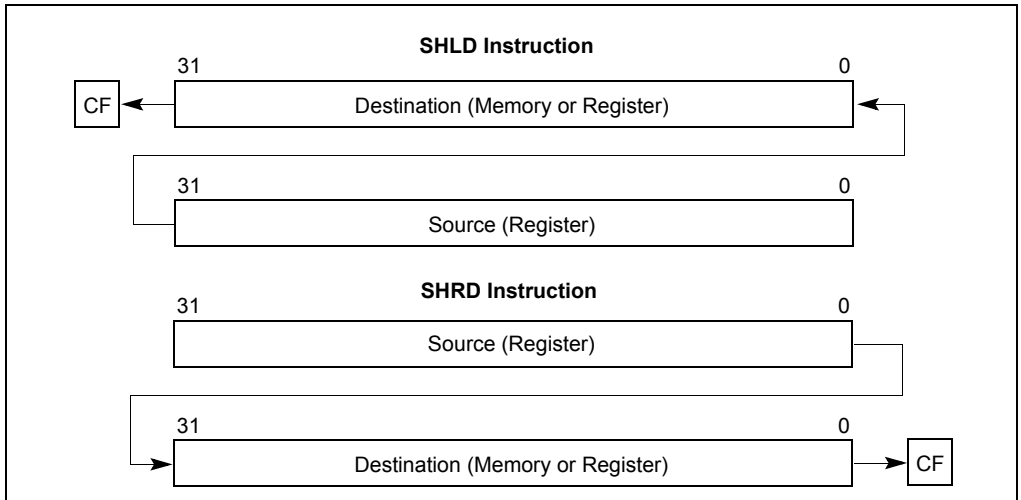 SHLD Instruction
31 0
CF Destination (Memory or Register)
31 0
Source (Register)
SHRD Instruction
31 0
Source (Register)
31 0
Destination (Memory or Register) CF